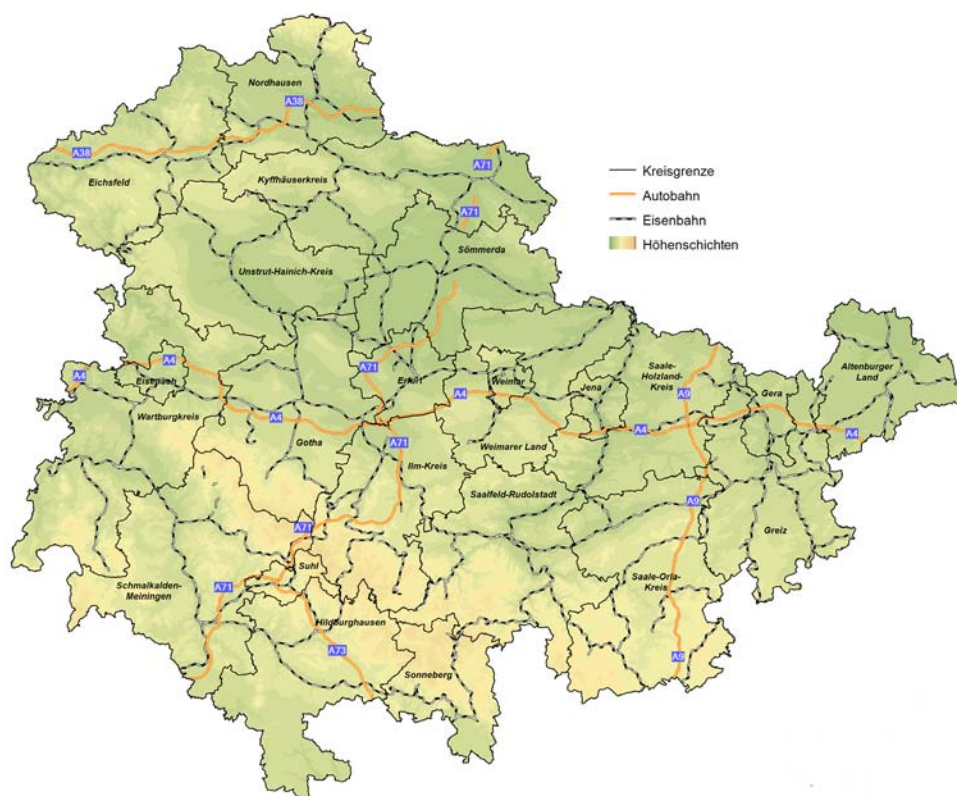 Nordhausen
A38
A38
Eichsfeld
Kyffhäuserkreis
A71
A71
Sömmerda
Unstrut-Hainich-Kreis
Kreisgrenze
Autobahn
Eisenbahn
Höhenschichten
A4
A4
Eisenach
Wartburgkreis
A4
Gotha
A71
Erfurt
A4
Weimar
Jena
Saale-
Holzland-
Kreis
A9
Gera
Altenburger
Land
A4
A4
A71
Ilm-Kreis
Weimarer Land
Saalfeld-Rudolstadt
A9
Greiz
A71
Suhl
Schmalkalden-
Meiningen
A71
Hildburghausen
A73
Sonneberg
Saale-Orla-
Kreis
A9